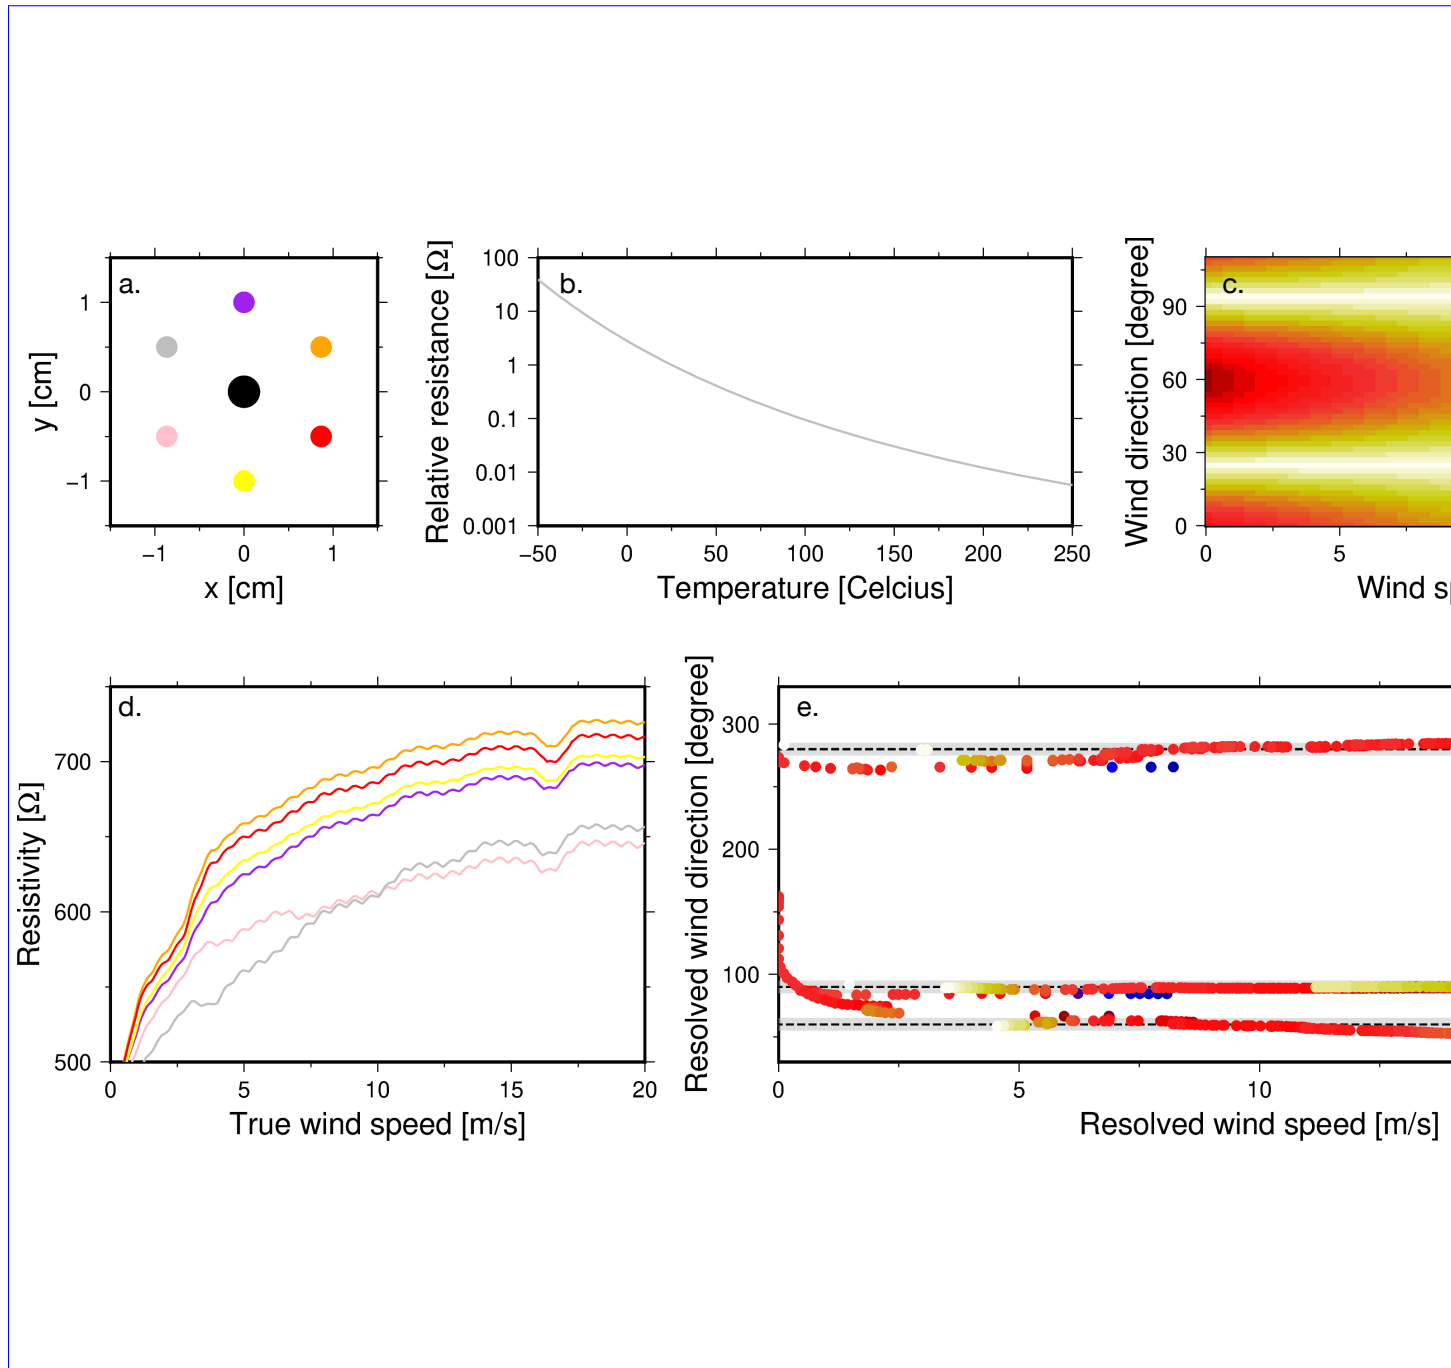 a.
1
0
−1
y [cm]
−1 0 1
x [cm]
b.
100
10
1
0.1
0.01
0.001
Relative resistance [Ω]
−50 0 50 100 150 200 250
Temperature [Celcius]
c.
90
60
30
0
Wind direction [degree]
0 5
Wind
d.
700
600
500
Resistivity [Ω]
0 5 10 15 20
True wind speed [m/s]
e.
300
200
100
Resolved wind direction [degree]
0 5 10
Resolved wind speed [m/s]